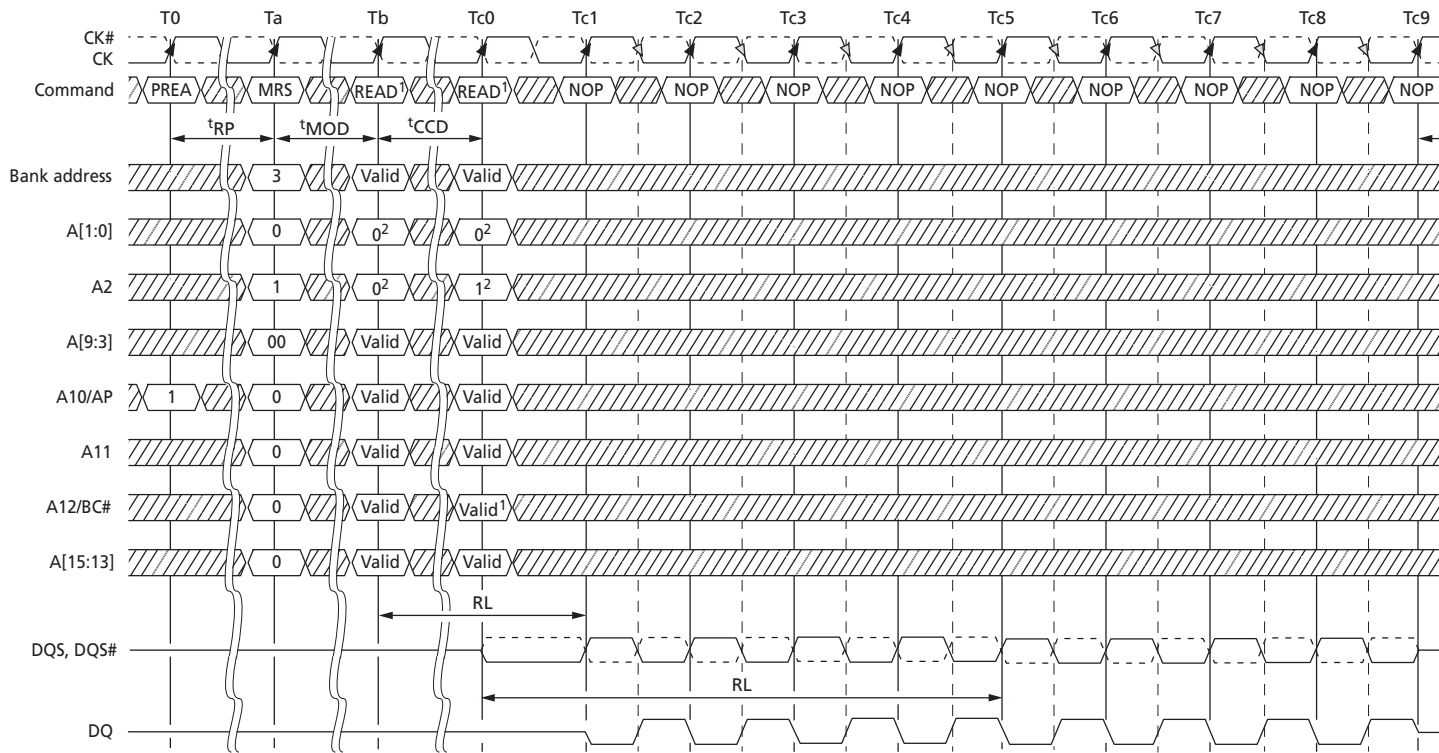 T0 Ta Tb Tc0 Tc1 Tc2 Tc3 Tc4 Tc5 Tc6 Tc7 Tc8 Tc9
CK#
CK
Command PREA MRS READ1 READ1 NOP NOP NOP NOP NOP NOP NOP NOP NOP
tRP tMOD tCCD
Bank address 3 Valid Valid
A[1:0] 0 02 02
A2 1 02 12
A[9:3] 00 Valid Valid
A10/AP 1 0 Valid Valid
A11 0 Valid Valid
A12/BC# 0 Valid Valid1
A[15:13] 0 Valid Valid
RL
DQS, DQS#
RL
DQ